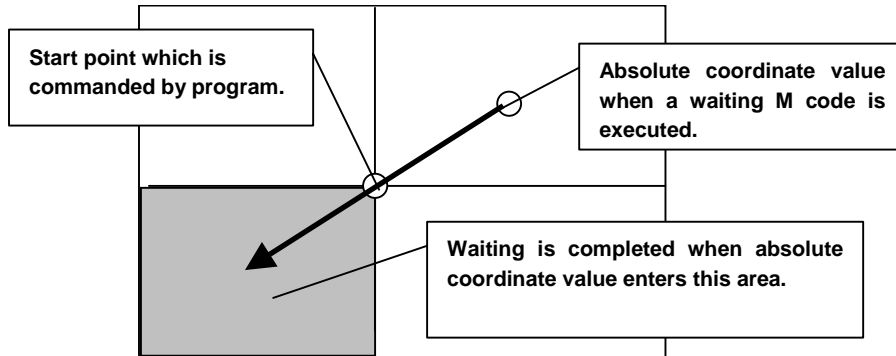 Start point which is
commanded by program.
Absolute coordinate value
when a waiting M code is
executed.
Waiting is completed when absolute
coordinate value enters this area.